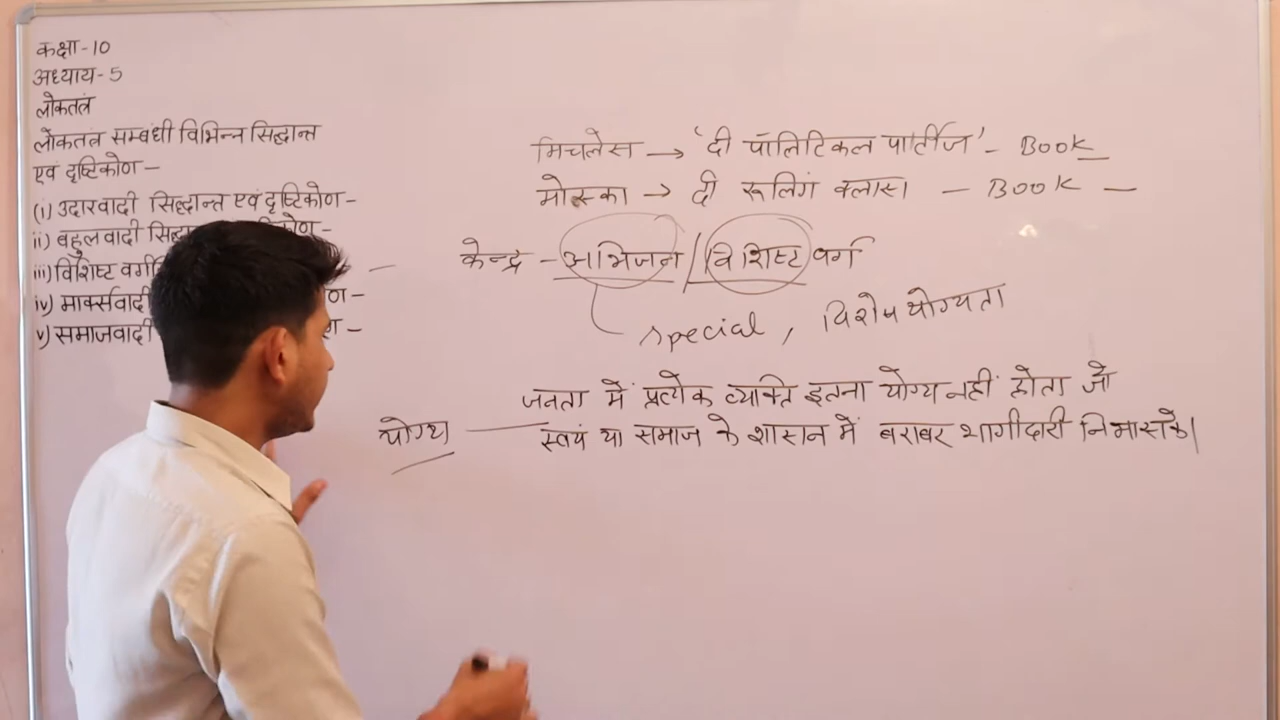 कक्षा-10
अध्याय-5
लोकतंत्र
लोकतंत्र सम्बंधी विभिन्न सिद्धान्त
एवं दृष्टिकोण –
(i) उदारवादी सिद्धान्त एवं दृष्टिकोण –
ii) बहुलवादी
iii) विशिष्ट
iv) मार्क्सवादी
v) समाजवादी
मिचलेस → 'दी पॉलिटिकल पार्टीज' – Book –
मोस्का → दी रूलिंग क्लास। – Book –
केन्द्र – अभिजन / विशिष्ट वर्ग
special, विशेष योग्यता
जनता में प्रत्येक व्यक्ति इतना योग्य नहीं होता जो
योग्य — स्वयं या समाज के शासन में बराबर भागीदारी निभा सके।